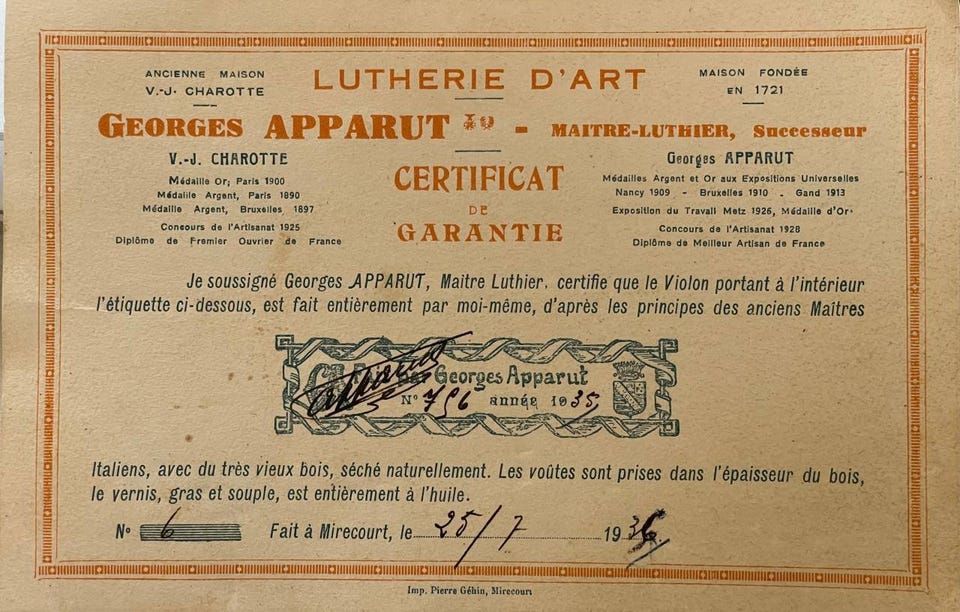 ANCIENNE MAISON
V.-J. CHAROTTE
LUTHERIE D'ART
MAISON FONDÉE
EN 1721
GEORGES APPARUT - MAITRE-LUTHIER, Successeur
V.-J. CHAROTTE
Médaille Or; Paris 1900
Médaille Argent, Paris 1890
Médaille Argent, Bruxelles 1897
Concours de l'Artisanat 1925
Diplôme de Premier Ouvrier de France
CERTIFICAT
DE
GARANTIE
Georges APPARUT
Médailles Argent et Or aux Expositions Universelles
Nancy 1909 - Bruxelles 1910 - Gand 1913
Exposition du Travail Metz 1926, Médaille d'Or
Concours de l'Artisanat 1928
Diplôme de Meilleur Artisan de France
Je soussigné Georges APPARUT, Maitre Luthier, certifie que le Violon portant à l'intérieur
l'étiquette ci-dessous, est fait entièrement par moi-même, d'après les principes des anciens Maîtres
Georges Apparut
N° 756 année 1935
Italiens, avec du très vieux bois, séché naturellement. Les voûtes sont prises dans l'épaisseur du bois,
le vernis, gras et souple, est entièrement à l'huile.
N° 6 Fait à Mirecourt, le 25/7 1936.
Imp. Pierre Géhin, Mirecourt